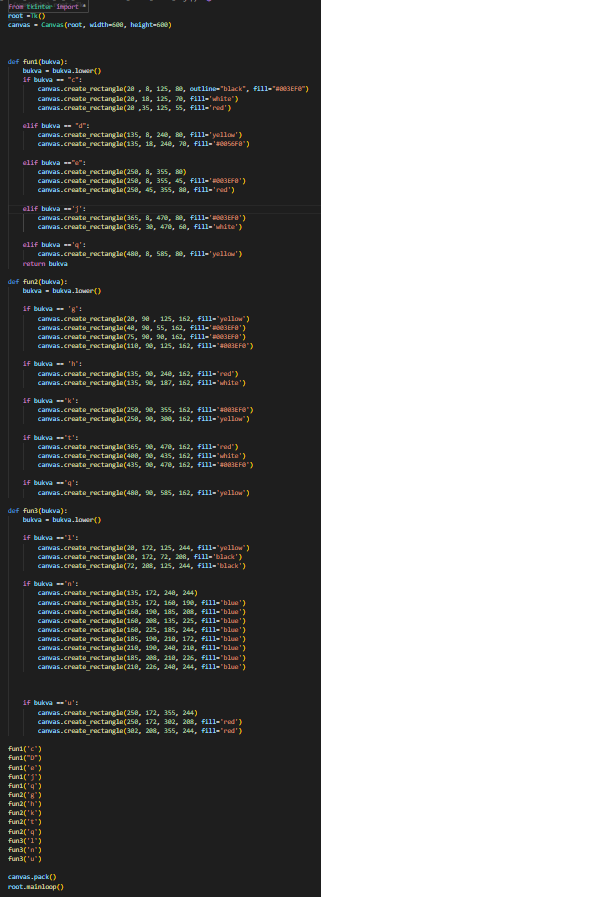 from tkinter import *
root =Tk()
canvas = Canvas(root, width=600, height=600)
def fun1(bukva):
bukva = bukva.lower()
if bukva == "c":
canvas.create_rectangle(20 , 8, 125, 80, outline="black", fill="#003EF0")
canvas.create_rectangle(20, 18, 125, 70, fill='white')
canvas.create_rectangle(20 ,35, 125, 55, fill='red')
elif bukva == "d":
canvas.create_rectangle(135, 8, 240, 80, fill='yellow')
canvas.create_rectangle(135, 18, 240, 70, fill='#0056F0')
elif bukva =="e":
canvas.create_rectangle(250, 8, 355, 80)
canvas.create_rectangle(250, 8, 355, 45, fill='#003EF0')
canvas.create_rectangle(250, 45, 355, 80, fill='red')
elif bukva =='j':
canvas.create_rectangle(365, 8, 470, 80, fill='#003EF0')
canvas.create_rectangle(365, 30, 470, 60, fill='white')
elif bukva =='q':
canvas.create_rectangle(480, 8, 585, 80, fill='yellow')
return bukva
def fun2(bukva):
bukva = bukva.lower()
if bukva == 'g':
canvas.create_rectangle(20, 90 , 125, 162, fill='yellow')
canvas.create_rectangle(40, 90, 55, 162, fill='#003EF0')
canvas.create_rectangle(75, 90, 90, 162, fill='#003EF0')
canvas.create_rectangle(110, 90, 125, 162, fill='#003EF0')
if bukva == 'h':
canvas.create_rectangle(135, 90, 240, 162, fill='red')
canvas.create_rectangle(135, 90, 187, 162, fill='white')
if bukva =='k':
canvas.create_rectangle(250, 90, 355, 162, fill='#003EF0')
canvas.create_rectangle(250, 90, 300, 162, fill='yellow')
if bukva =='t':
canvas.create_rectangle(365, 90, 470, 162, fill='red')
canvas.create_rectangle(400, 90, 435, 162, fill='white')
canvas.create_rectangle(435, 90, 470, 162, fill='#003EF0')
if bukva =='q':
canvas.create_rectangle(480, 90, 585, 162, fill='yellow')
def fun3(bukva):
bukva = bukva.lower()
if bukva =='l':
canvas.create_rectangle(20, 172, 125, 244, fill='yellow')
canvas.create_rectangle(20, 172, 72, 208, fill='black')
canvas.create_rectangle(72, 208, 125, 244, fill='black')
if bukva =='n':
canvas.create_rectangle(135, 172, 240, 244)
canvas.create_rectangle(135, 172, 160, 190, fill='blue')
canvas.create_rectangle(160, 190, 185, 208, fill='blue')
canvas.create_rectangle(160, 208, 135, 225, fill='blue')
canvas.create_rectangle(160, 225, 185, 244, fill='blue')
canvas.create_rectangle(185, 190, 210, 172, fill='blue')
canvas.create_rectangle(210, 190, 240, 210, fill='blue')
canvas.create_rectangle(185, 208, 210, 226, fill='blue')
canvas.create_rectangle(210, 226, 240, 244, fill='blue')
if bukva =='u':
canvas.create_rectangle(250, 172, 355, 244)
canvas.create_rectangle(250, 172, 302, 208, fill='red')
canvas.create_rectangle(302, 208, 355, 244, fill='red')
fun1('c')
fun1("D")
fun1('e')
fun1('j')
fun1('q')
fun2('g')
fun2('h')
fun2('k')
fun2('t')
fun2('q')
fun3('l')
fun3('n')
fun3('u')
canvas.pack()
root.mainloop()